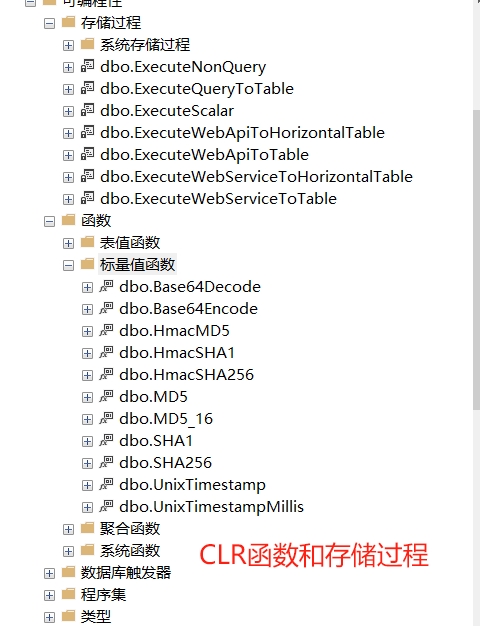 可编程性
存储过程
系统存储过程
dbo.ExecuteNonQuery
dbo.ExecuteQueryToTable
dbo.ExecuteScalar
dbo.ExecuteWebApiToHorizontalTable
dbo.ExecuteWebApiToTable
dbo.ExecuteWebServiceToHorizontalTable
dbo.ExecuteWebServiceToTable
函数
表值函数
标量值函数
dbo.Base64Decode
dbo.Base64Encode
dbo.HmacMD5
dbo.HmacSHA1
dbo.HmacSHA256
dbo.MD5
dbo.MD5_16
dbo.SHA1
dbo.SHA256
dbo.UnixTimestamp
dbo.UnixTimestampMillis
聚合函数
系统函数
CLR函数和存储过程
数据库触发器
程序集
类型